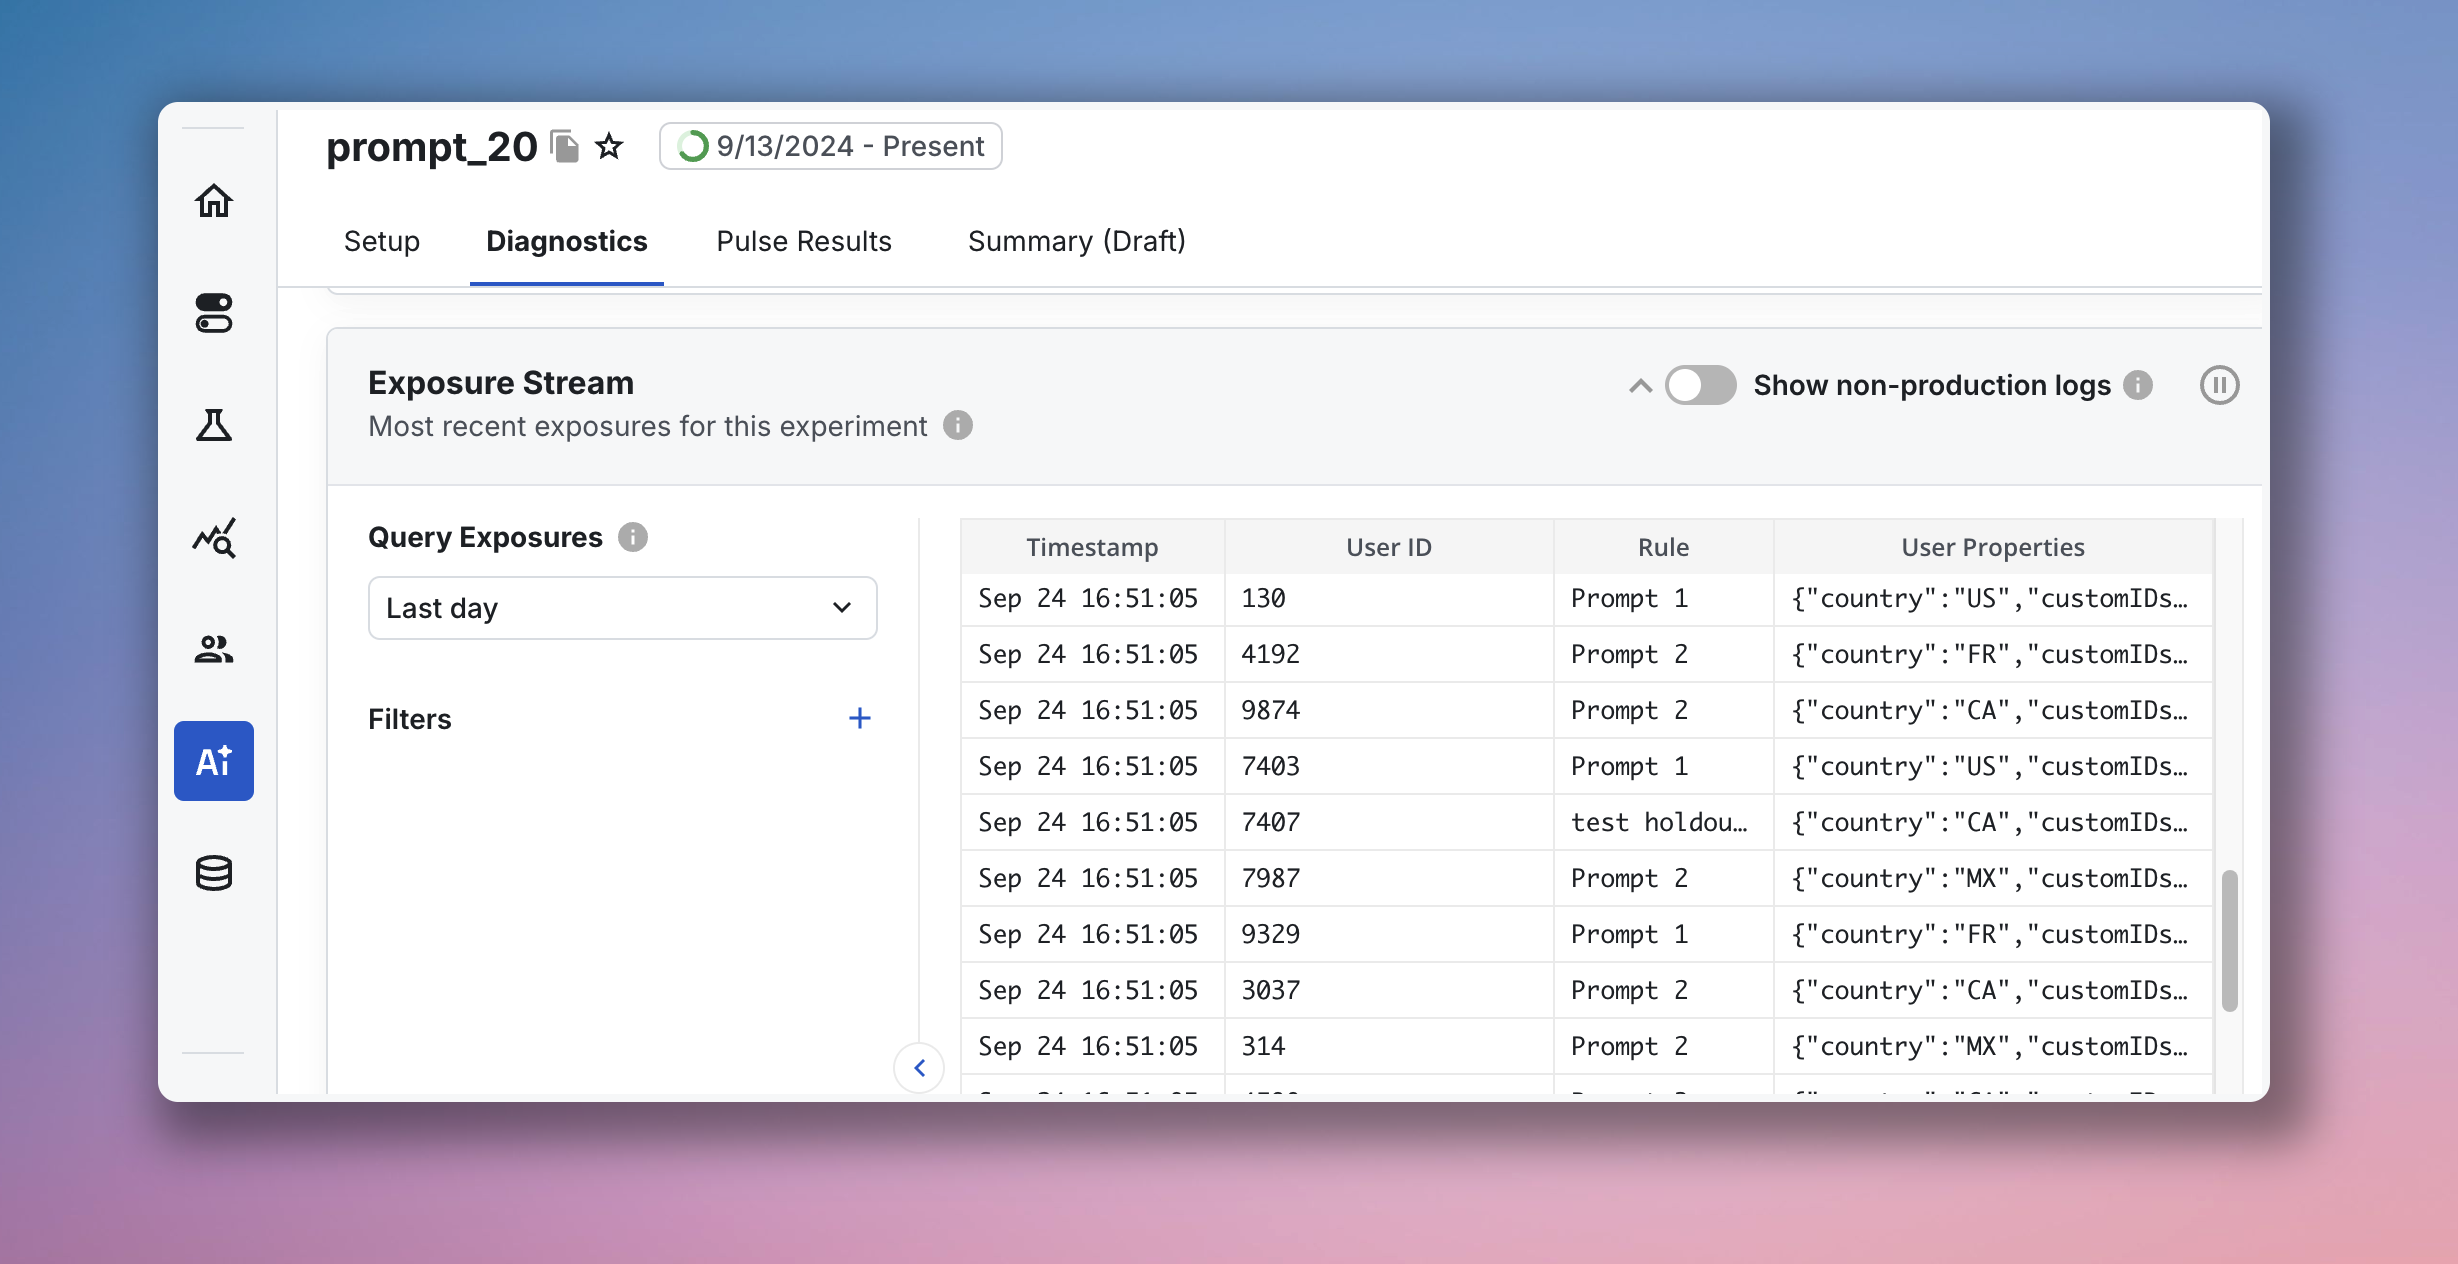 prompt_20
9/13/2024 - Present
Setup Diagnostics Pulse Results Summary (Draft)
Exposure Stream
Most recent exposures for this experiment
Show non-production logs
Query Exposures
Last day
Filters
Ai
Timestamp User ID Rule User Properties
Sep 24 16:51:05 130 Prompt 1 {"country":"US","customIDs…
Sep 24 16:51:05 4192 Prompt 2 {"country":"FR","customIDs…
Sep 24 16:51:05 9874 Prompt 2 {"country":"CA","customIDs…
Sep 24 16:51:05 7403 Prompt 1 {"country":"US","customIDs…
Sep 24 16:51:05 7407 test holdou… {"country":"CA","customIDs…
Sep 24 16:51:05 7987 Prompt 2 {"country":"MX","customIDs…
Sep 24 16:51:05 9329 Prompt 1 {"country":"FR","customIDs…
Sep 24 16:51:05 3037 Prompt 2 {"country":"CA","customIDs…
Sep 24 16:51:05 314 Prompt 2 {"country":"MX","customIDs…